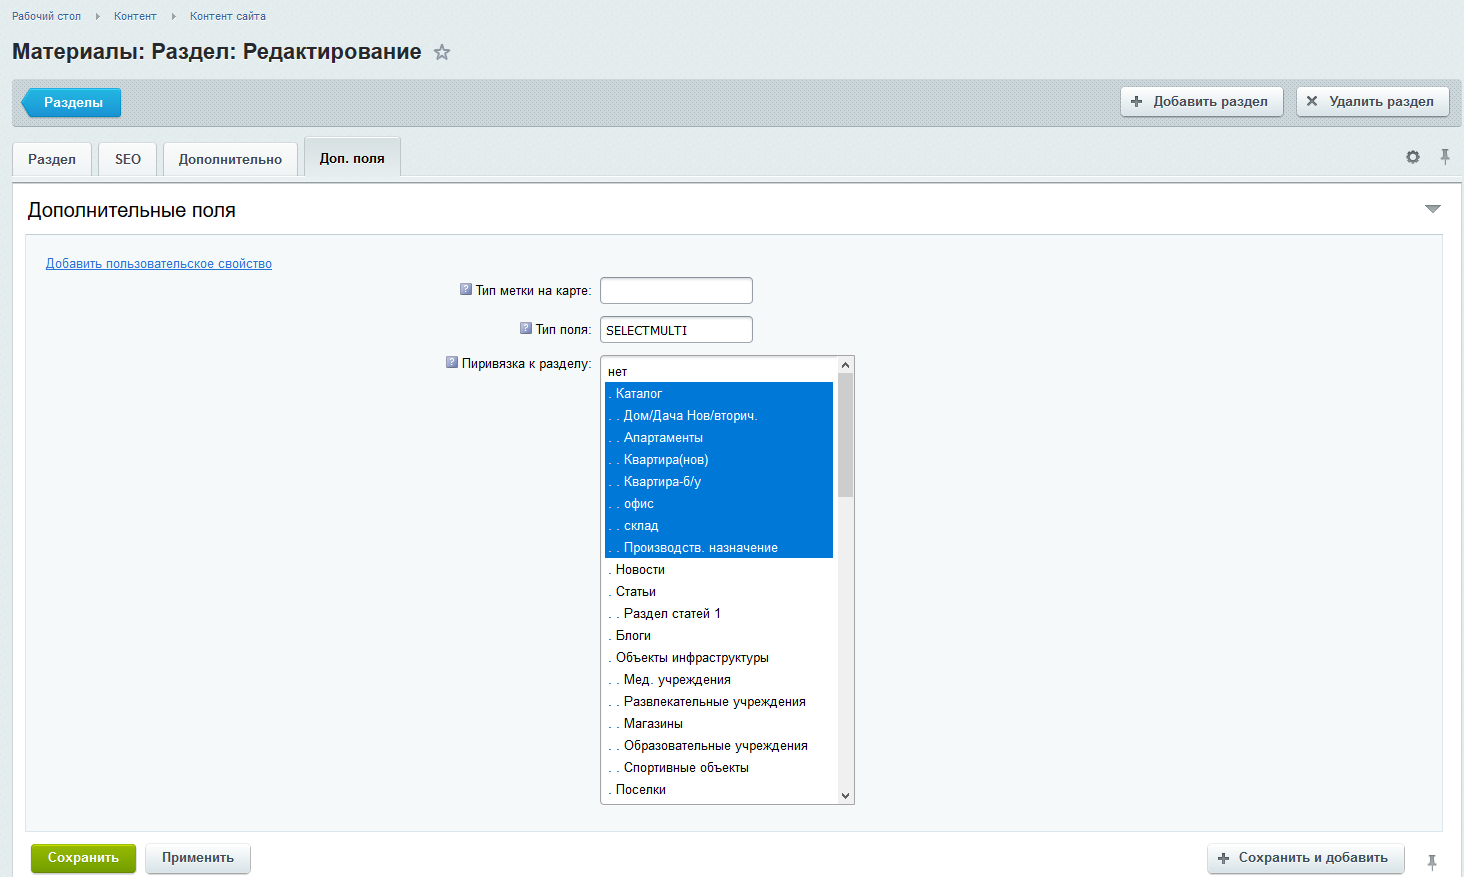 Рабочий стол Контент Контент сайта
Материалы: Раздел: Редактирование
Разделы
Добавить раздел
Удалить раздел
Раздел
SEO
Дополнительно
Доп. поля
Дополнительные поля
Добавить пользовательское свойство
? Тип метки на карте:
? Тип поля: SELECTMULTI
? Пиривязка к разделу:
нет
. Каталог
. . Дом/Дача Нов/вторич.
. . Апартаменты
. . Квартира(нов)
. . Квартира-б/у
. . офис
. . склад
. . Производств. назначение
. Новости
. Статьи
. . Раздел статей 1
. Блоги
. Объекты инфраструктуры
. . Мед. учреждения
. . Развлекательные учреждения
. . Магазины
. . Образовательные учреждения
. . Спортивные объекты
. Поселки
Сохранить
Применить
Сохранить и добавить